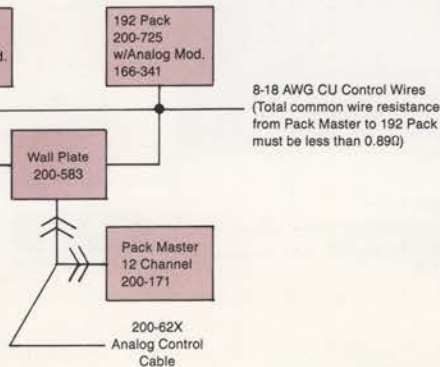 d.
192 Pack
200-725
w/Analog Mod.
166-341
8-18 AWG CU Control Wires
(Total common wire resistance
from Pack Master to 192 Pack
must be less than 0.89Ω)
Wall Plate
200-583
Pack Master
12 Channel
200-171
200-62X
Analog Control
Cable